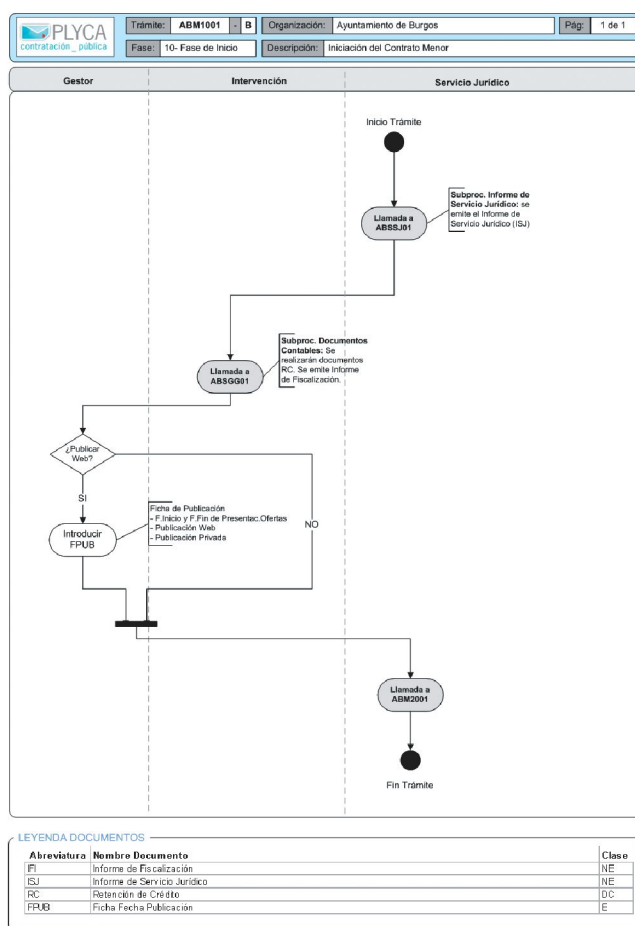 PLYCA
contratación_ pública
Trámite: ABM1001 - B Organización: Ayuntamiento de Burgos Pág: 1 de 1
Fase: 10- Fase de Inicio Descripción: Iniciación del Contrato Menor
Gestor Intervención Servicio Jurídico
Inicio Trámite
Llamada a
ABSSJ01
Subproc. Informe de
Servicio Jurídico: se
emite el Informe de
Servicio Jurídico (ISJ)
Subproc. Documentos
Contables: Se
realizarán documentos
RC. Se emite Informe
de Fiscalización.
Llamada a
ABSGG01
¿Publicar
Web?
SI
NO
Introducir
FPUB
Ficha de Publicación
- F.Inicio y F.Fin de Presentac.Ofertas
- Publicación Web
- Publicación Privada
Llamada a
ABM2001
Fin Trámite
LEYENDA DOCUMENTOS
Abreviatura Nombre Documento Clase
IFI Informe de Fiscalización NE
ISJ Informe de Servicio Jurídico NE
RC Retención de Crédito DC
FPUB Ficha Fecha Publicación E